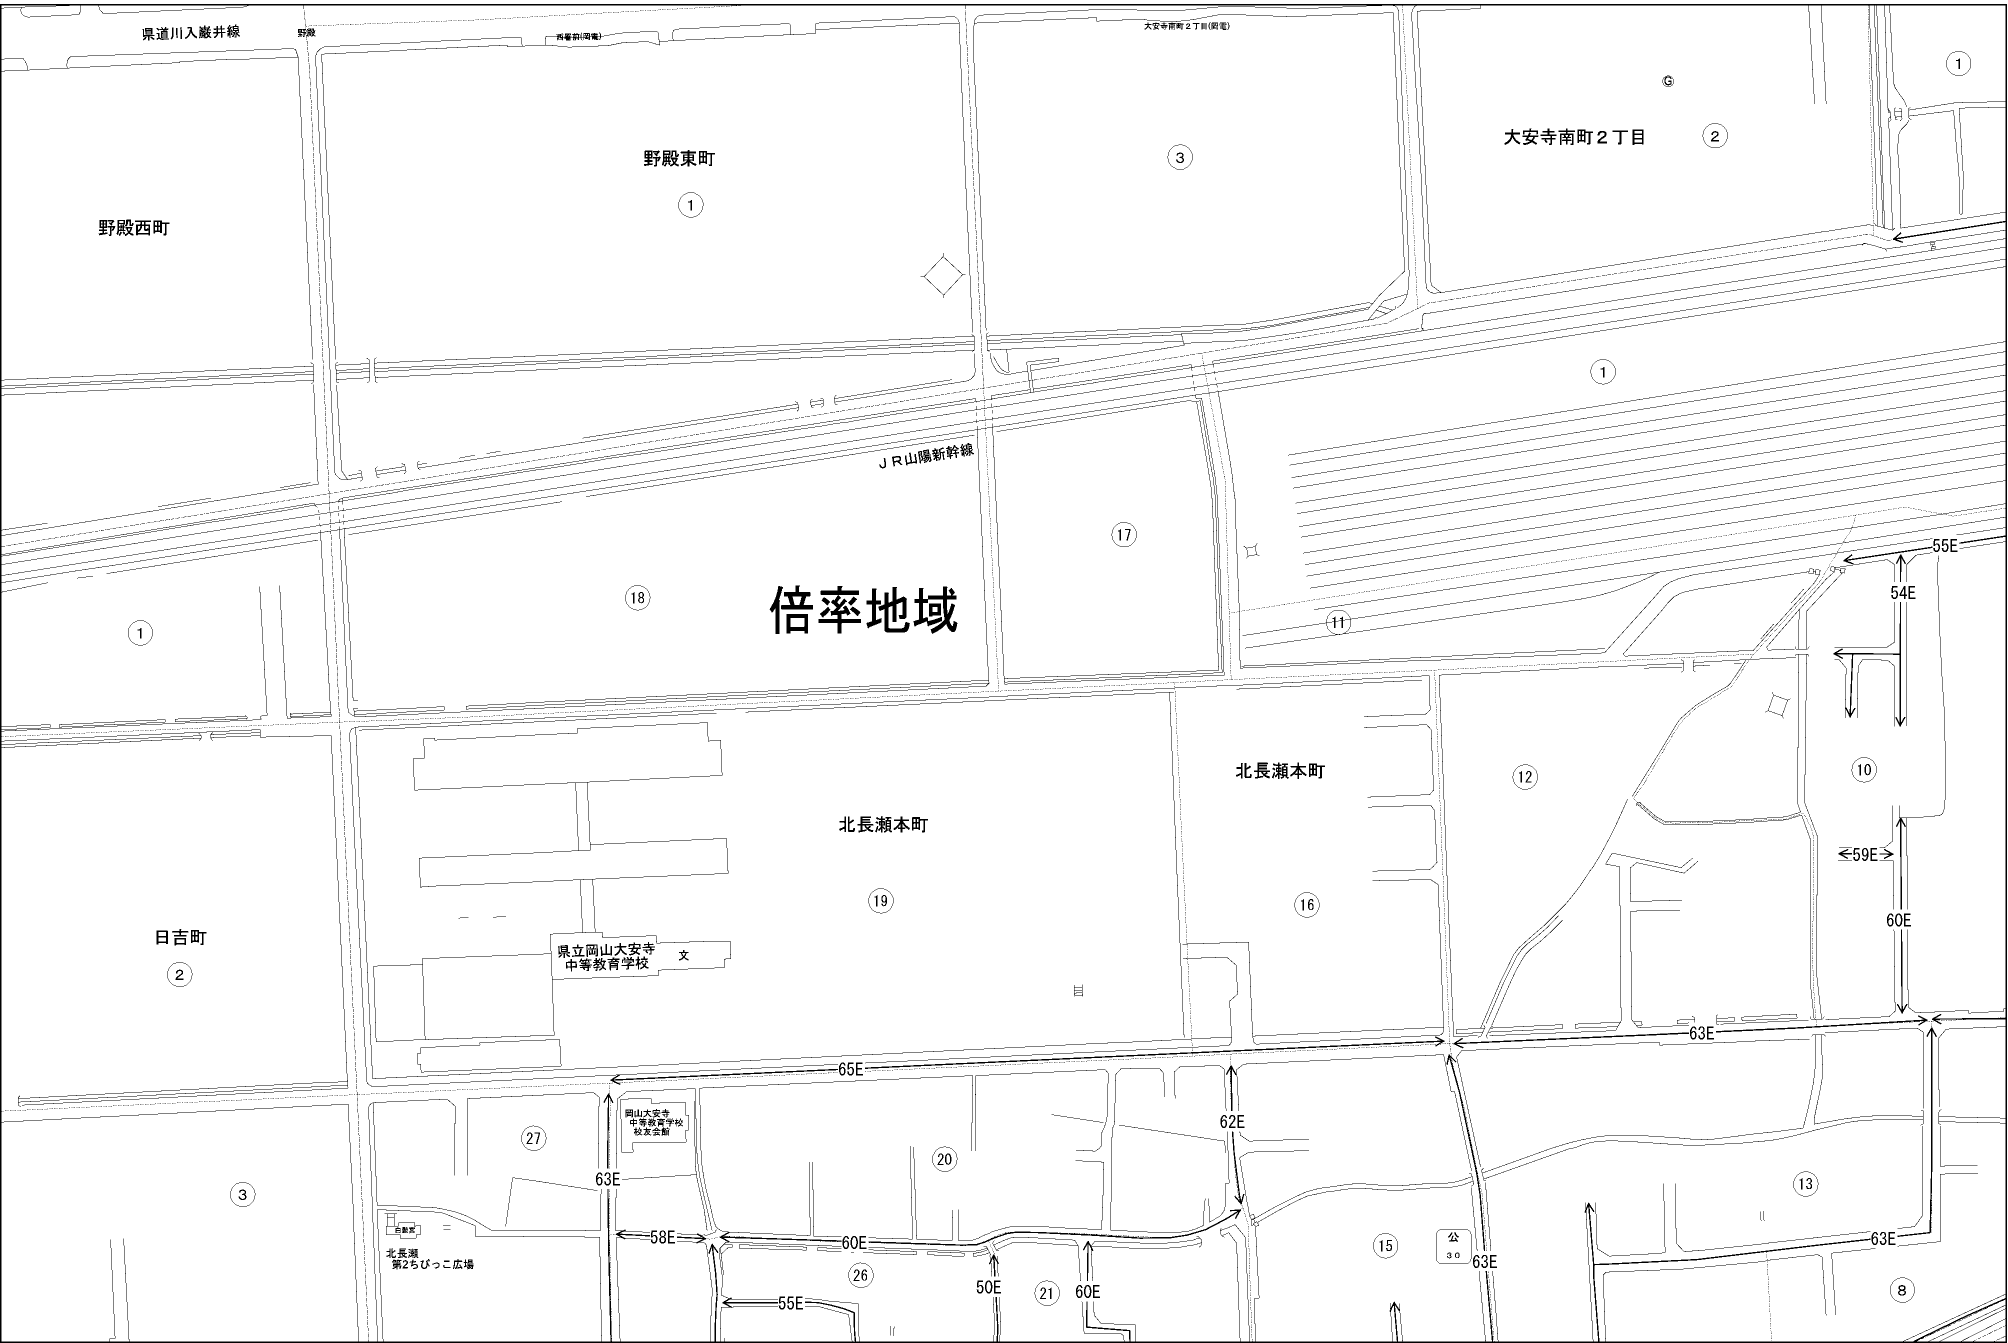 県道川入巌井線
野殿
西署前(岡電)
大安寺南町２丁目(岡電)
1
G
大安寺南町２丁目
2
野殿東町
1
3
野殿西町
1
ＪＲ山陽新幹線
17
55E
54E
18
倍率地域
11
1
北長瀬本町
12
10
北長瀬本町
59E
19
16
60E
日吉町
2
県立岡山大安寺
中等教育学校
文
63E
65E
岡山大安寺
中等教育学校
校友会館
62E
27
20
63E
3
13
白髭宮
58E
60E
公
30
15
63E
63E
北長瀬
第2ちびっこ広場
26
50E
21
60E
8
55E